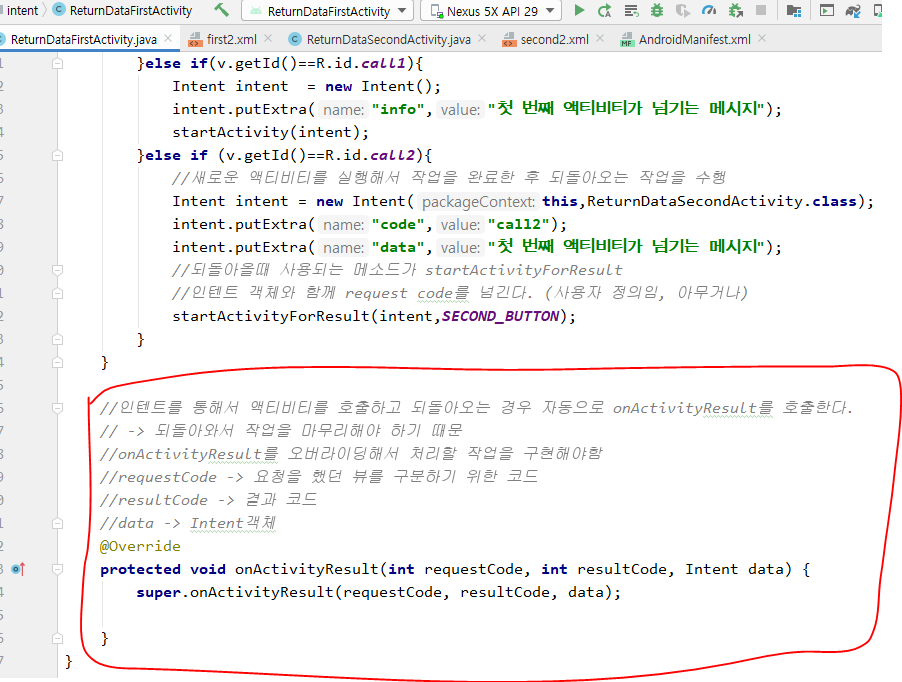 intent ReturnDataFirstActivity ReturnDataFirstActivity Nexus 5X API 29
ReturnDataFirstActivity.java first2.xml ReturnDataSecondActivity.java second2.xml AndroidManifest.xml
}else if(v.getId()==R.id.call1){
Intent intent = new Intent();
intent.putExtra( name: "info", value: "첫 번째 액티비티가 넘기는 메시지");
startActivity(intent);
}else if (v.getId()==R.id.call2){
//새로운 액티비티를 실행해서 작업을 완료한 후 되돌아오는 작업을 수행
Intent intent = new Intent( packageContext: this,ReturnDataSecondActivity.class);
intent.putExtra( name: "code", value: "call2");
intent.putExtra( name: "data", value: "첫 번째 액티비티가 넘기는 메시지");
//되돌아올때 사용되는 메소드가 startActivityForResult
//인텐트 객체와 함께 request code를 넘긴다. (사용자 정의임, 아무거나)
startActivityForResult(intent,SECOND_BUTTON);
}
}
//인텐트를 통해서 액티비티를 호출하고 되돌아오는 경우 자동으로 onActivityResult를 호출한다.
// -> 되돌아와서 작업을 마무리해야 하기 때문
//onActivityResult를 오버라이딩해서 처리할 작업을 구현해야함
//requestCode -> 요청을 했던 뷰를 구분하기 위한 코드
//resultCode -> 결과 코드
//data -> Intent객체
@Override
protected void onActivityResult(int requestCode, int resultCode, Intent data) {
super.onActivityResult(requestCode, resultCode, data);
}
}